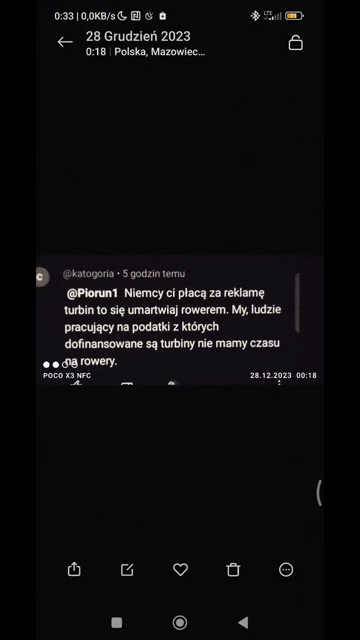 0:33 0,0KB/s
LTE
28 Grudzień 2023
0:18 | Polska, Mazowiec...
@katogoria • 5 godzin temu
@Piorun1 Niemcy ci płacą za reklamę
turbin to się umartwiaj rowerem. My, ludzie
pracujący na podatki z których
dofinansowane są turbiny nie mamy czasu
na rowery.
POCO X3 NFC
28.12.2023 00:18